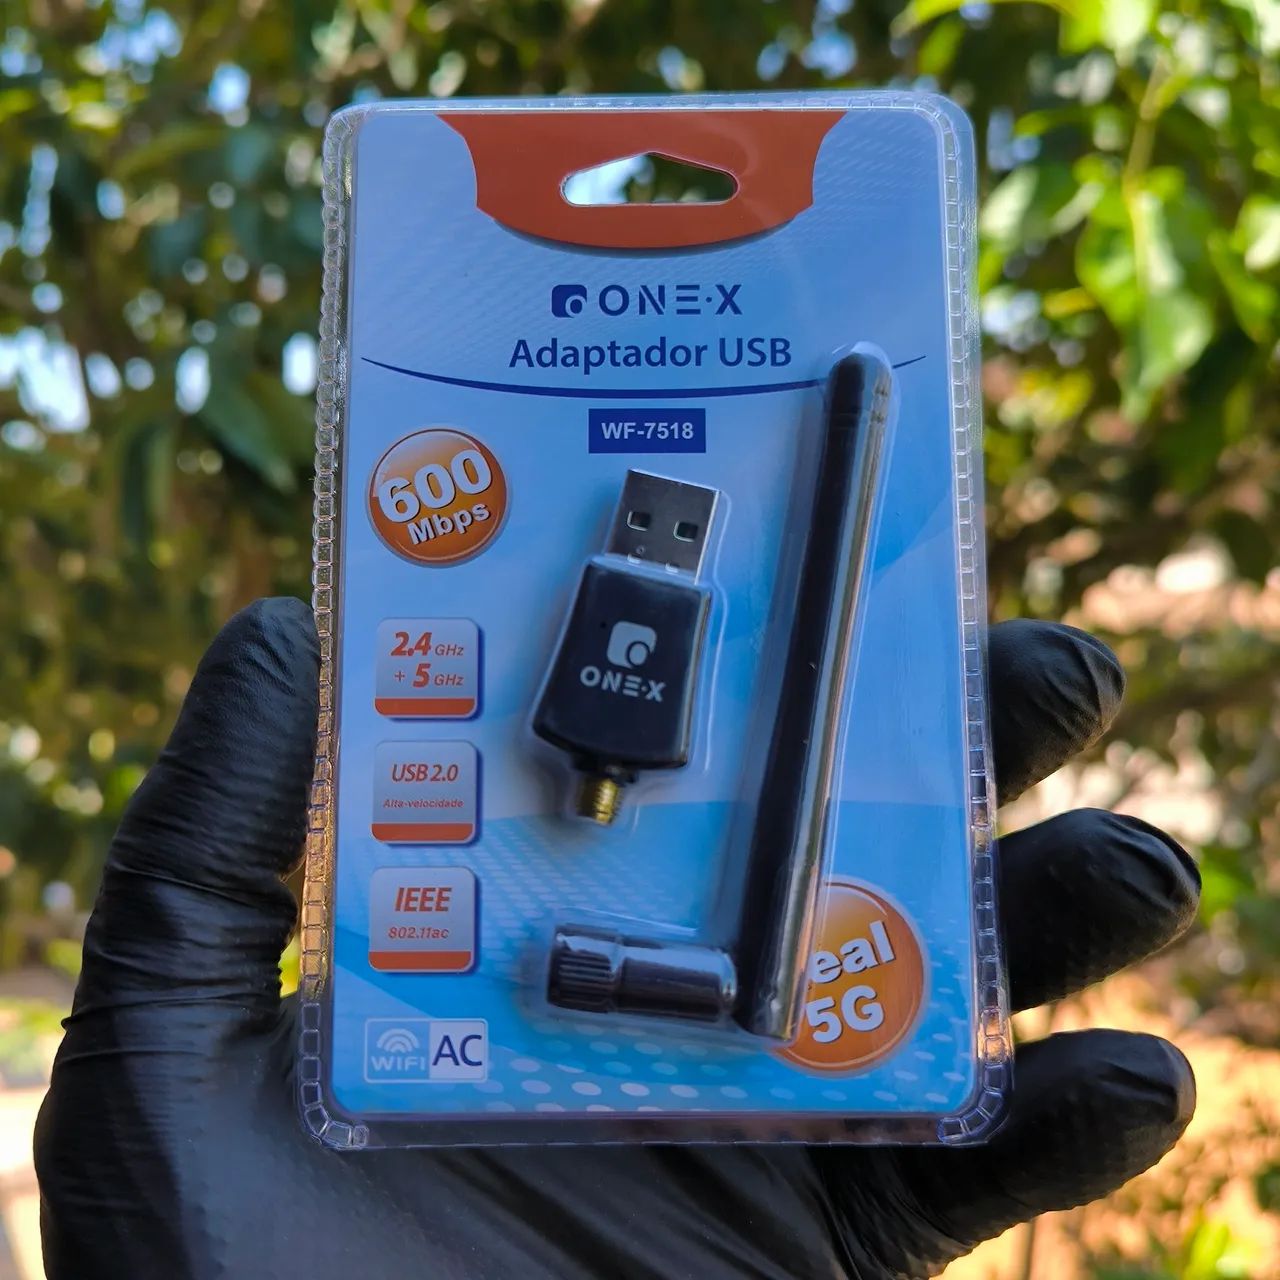 ONE·X
Adaptador USB
WF-7518
600
Mbps
2.4 GHz
+ 5 GHz
ONE·X
USB 2.0
Alta-velocidade
IEEE
802.11ac
eal
5G
WIFI AC